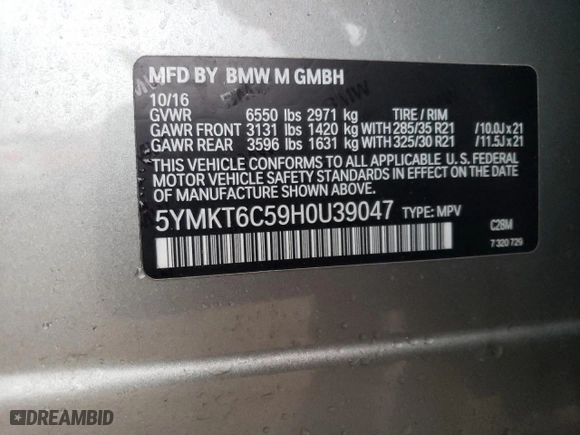 MFD BY BMW M GMBH
10/16
GVWR 6550 lbs 2971 kg TIRE / RIM
GAWR FRONT 3131 lbs 1420 kg WITH 285/35 R21 /10.0J x 21
GAWR REAR 3596 lbs 1631 kg WITH 325/30 R21 /11.5J x 21
THIS VEHICLE CONFORMS TO ALL APPLICABLE U.S. FEDERAL
MOTOR VEHICLE SAFETY STANDARDS IN EFFECT ON THE DATE
OF MANUFACTURE SHOWN ABOVE.
5YMKT6C59H0U39047 TYPE: MPV
C28M
7 320 729
DREAMBID